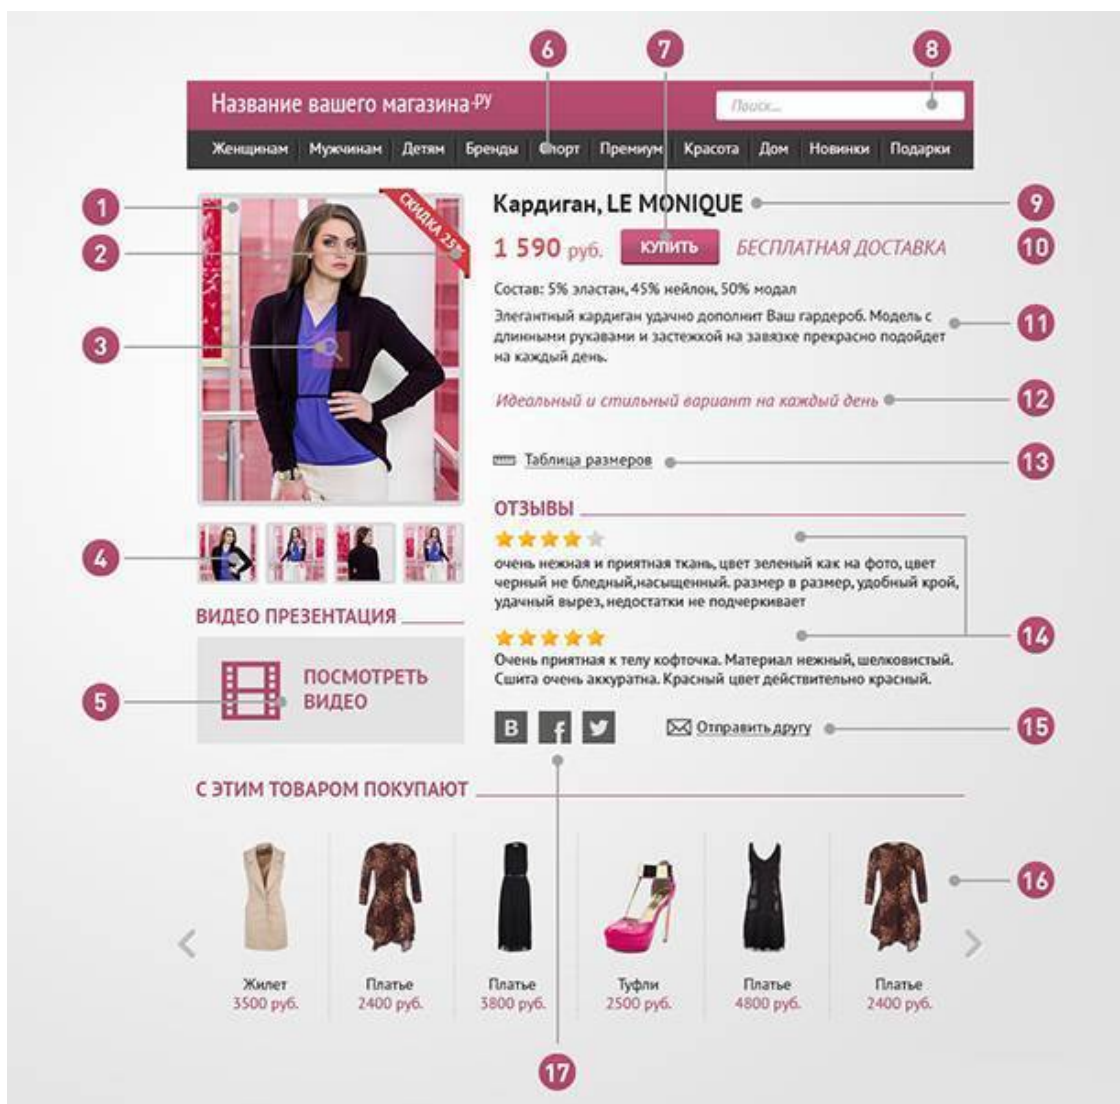 6 7 8
Название вашего магазина.РУ
Поиск...
Женщинам Мужчинам Детям Бренды Спорт Премиум Красота Дом Новинки Подарки
1
СКИДКА 25%
2
3
4
ВИДЕО ПРЕЗЕНТАЦИЯ
5
ПОСМОТРЕТЬ
ВИДЕО
Кардиган, LE MONIQUE
9
1 590 руб.
КУПИТЬ
БЕСПЛАТНАЯ ДОСТАВКА
10
Состав: 5% эластан, 45% нейлон, 50% модал
Элегантный кардиган удачно дополнит Ваш гардероб. Модель с
длинными рукавами и застежкой на завязке прекрасно подойдет
на каждый день.
11
Идеальный и стильный вариант на каждый день
12
Таблица размеров
13
ОТЗЫВЫ
очень нежная и приятная ткань, цвет зеленый как на фото, цвет
черный не бледный,насыщенный. размер в размер, удобный крой,
удачный вырез, недостатки не подчеркивает
14
Очень приятная к телу кофточка. Материал нежный, шелковистый.
Сшита очень аккуратна. Красный цвет действительно красный.
В f
Отправить другу
15
С ЭТИМ ТОВАРОМ ПОКУПАЮТ
16
Жилет Платье Платье Туфли Платье Платье
3500 руб. 2400 руб. 3800 руб. 2500 руб. 4800 руб. 2400 руб.
17